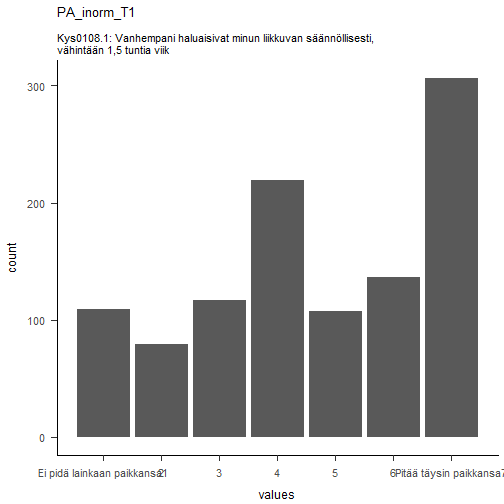 PA_inorm_T1
Kys0108.1: Vanhempani haluaisivat minun liikkuvan säännöllisesti,
vähintään 1,5 tuntia viik
300
200
100
0
count
Ei pidä lainkaan paikkansa1 2 3 4 5 6 Pitää täysin paikkansa7
values